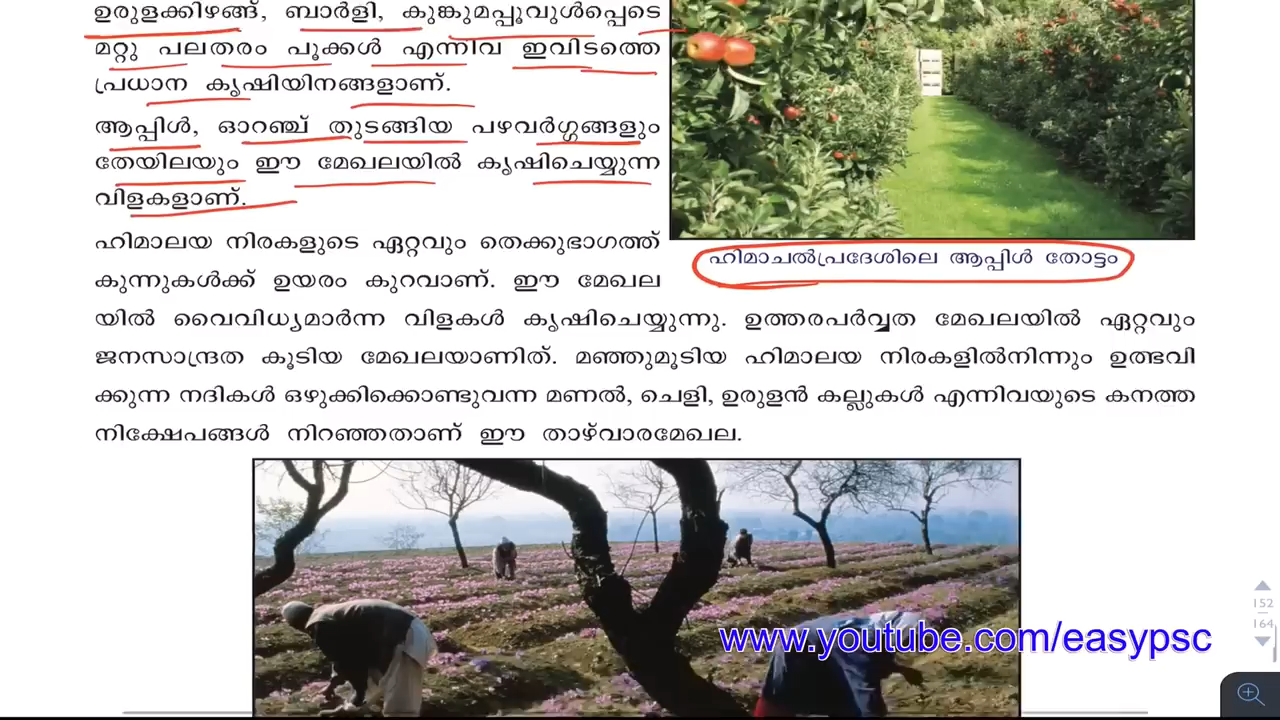 ഉരുളക്കിഴങ്ങ്, ബാർളി, കുങ്കുമപ്പൂവുൾപ്പെടെ
മറ്റു പലതരം പൂക്കൾ എന്നിവ ഇവിടത്തെ
പ്രധാന കൃഷിയിനങ്ങളാണ്.
ആപ്പിൾ, ഓറഞ്ച് തുടങ്ങിയ പഴവർഗ്ഗങ്ങളും
തേയിലയും ഈ മേഖലയിൽ കൃഷിചെയ്യുന്ന
വിളകളാണ്.
ഹിമാലയ നിരകളുടെ ഏറ്റവും തെക്കുഭാഗത്ത്
കുന്നുകൾക്ക് ഉയരം കുറവാണ്. ഈ മേഖല
ഹിമാചൽപ്രദേശിലെ ആപ്പിൾ തോട്ടം
യിൽ വൈവിധ്യമാർന്ന വിളകൾ കൃഷിചെയ്യുന്നു. ഉത്തരപർവ്വത മേഖലയിൽ ഏറ്റവും
ജനസാന്ദ്രത കൂടിയ മേഖലയാണിത്. മഞ്ഞുമൂടിയ ഹിമാലയ നിരകളിൽനിന്നും ഉത്ഭവി
ക്കുന്ന നദികൾ ഒഴുക്കിക്കൊണ്ടുവന്ന മണൽ, ചെളി, ഉരുളൻ കല്ലുകൾ എന്നിവയുടെ കനത്ത
നിക്ഷേപങ്ങൾ നിറഞ്ഞതാണ് ഈ താഴ്‌വാരമേഖല.
www.youtube.com/easypsc
152
164